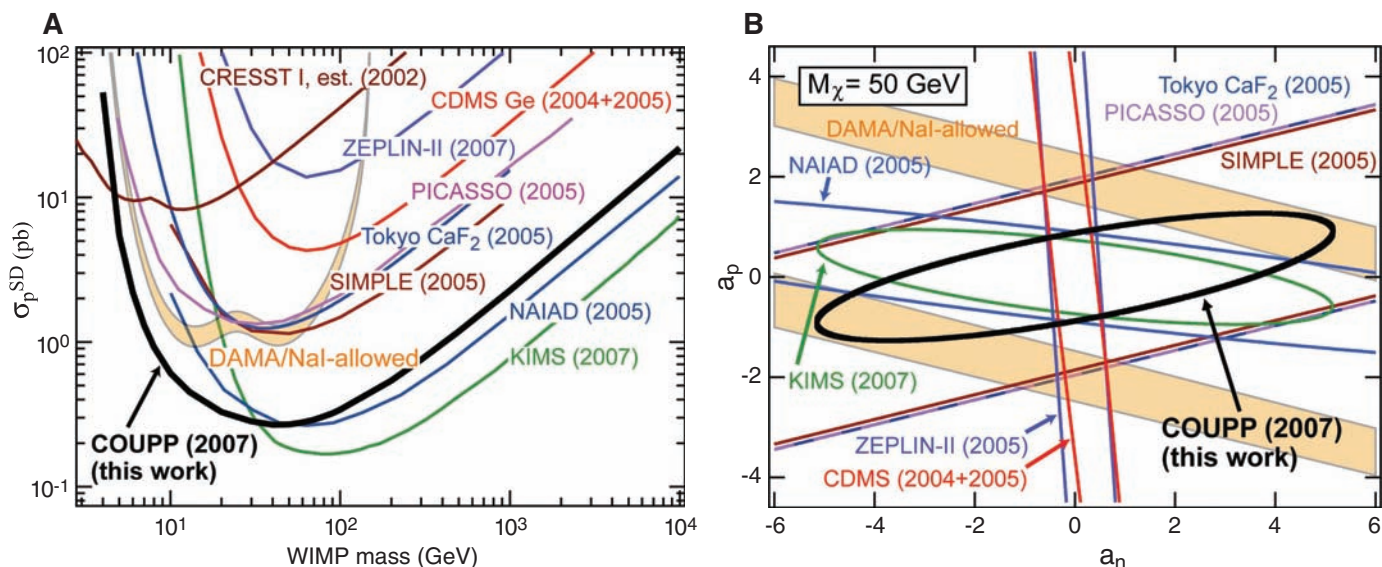 A
10²
10¹
10⁰
10⁻¹
σₚˢᴰ (pb)
CRESST I, est. (2002)
CDMS Ge (2004+2005)
ZEPLIN-II (2007)
PICASSO (2005)
Tokyo CaF₂ (2005)
SIMPLE (2005)
NAIAD (2005)
DAMA/NaI-allowed
KIMS (2007)
COUPP (2007)
(this work)
10¹
10²
10³
10⁴
WIMP mass (GeV)
B
4
2
0
-2
-4
aₚ
Mχ= 50 GeV
Tokyo CaF₂ (2005)
PICASSO (2005)
DAMA/NaI-allowed
NAIAD (2005)
SIMPLE (2005)
KIMS (2007)
COUPP (2007)
(this work)
ZEPLIN-II (2005)
CDMS (2004+2005)
-6
-4
-2
0
2
4
6
aₙ